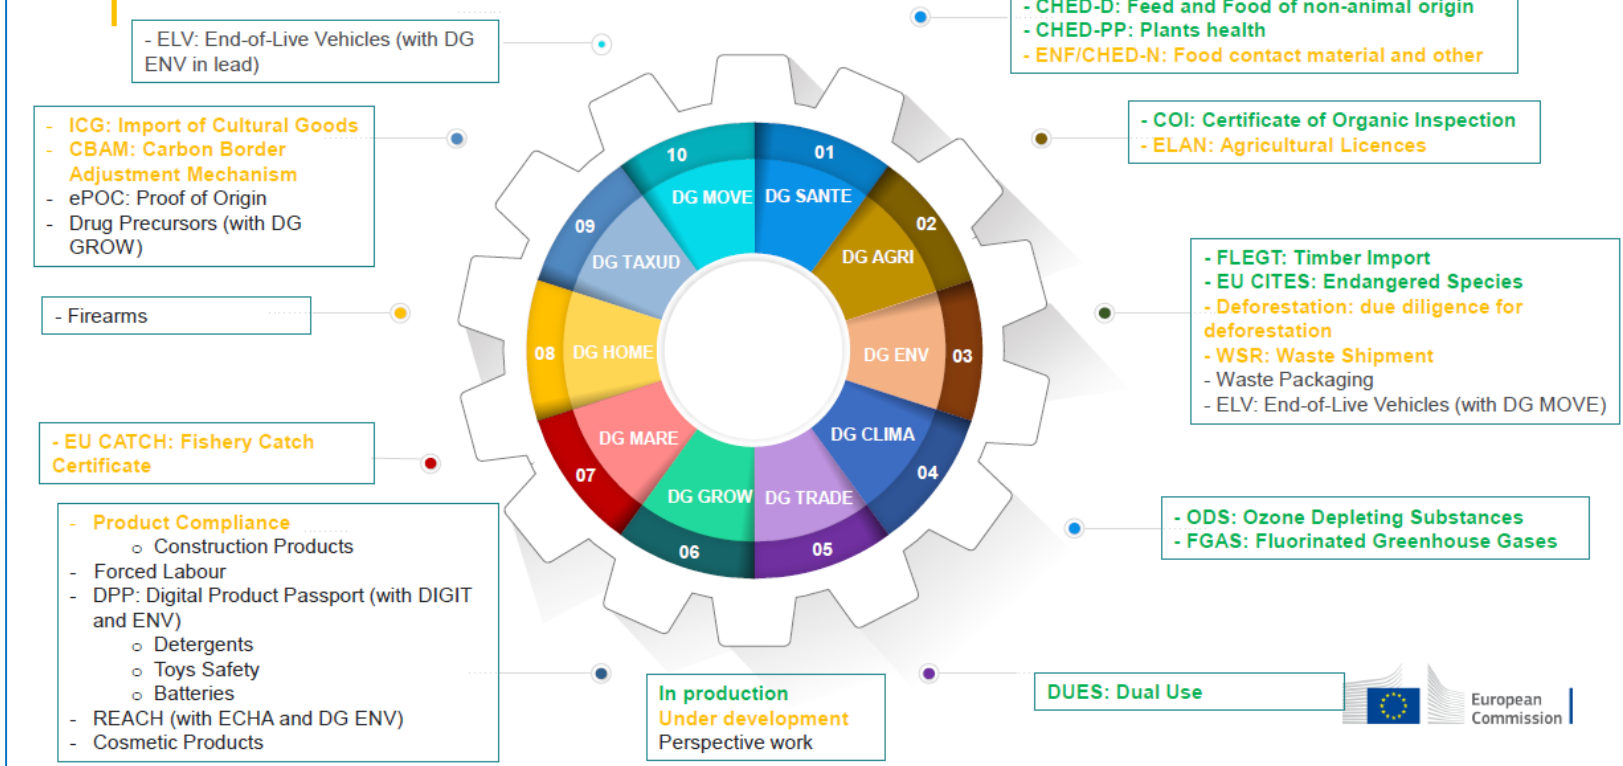 - CHED-D: Feed and Food of non-animal origin
- CHED-PP: Plants health
- ENF/CHED-N: Food contact material and other
- ELV: End-of-Live Vehicles (with DG
ENV in lead)
- ICG: Import of Cultural Goods
- CBAM: Carbon Border
Adjustment Mechanism
- ePOC: Proof of Origin
- Drug Precursors (with DG
GROW)
- COI: Certificate of Organic Inspection
- ELAN: Agricultural Licences
10
01
DG MOVE
DG SANTE
09
02
DG TAXUD
DG AGRI
- FLEGT: Timber Import
- EU CITES: Endangered Species
- Deforestation: due diligence for
deforestation
- WSR: Waste Shipment
- Waste Packaging
- ELV: End-of-Live Vehicles (with DG MOVE)
- Firearms
08
DG HOME
DG ENV
03
DG MARE
DG CLIMA
07
04
- EU CATCH: Fishery Catch
Certificate
DG GROW
DG TRADE
06
05
- ODS: Ozone Depleting Substances
- FGAS: Fluorinated Greenhouse Gases
- Product Compliance
o Construction Products
- Forced Labour
- DPP: Digital Product Passport (with DIGIT
and ENV)
o Detergents
o Toys Safety
o Batteries
- REACH (with ECHA and DG ENV)
- Cosmetic Products
In production
Under development
Perspective work
DUES: Dual Use
European
Commission